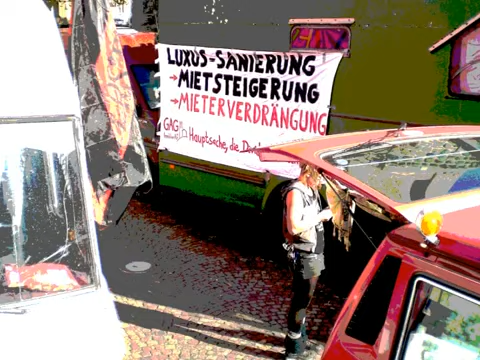 LUXUS-SANIERUNG
→MIETSTEIGERUNG
→MIETERVERDRÄNGUNG
GAG Hauptsache, die